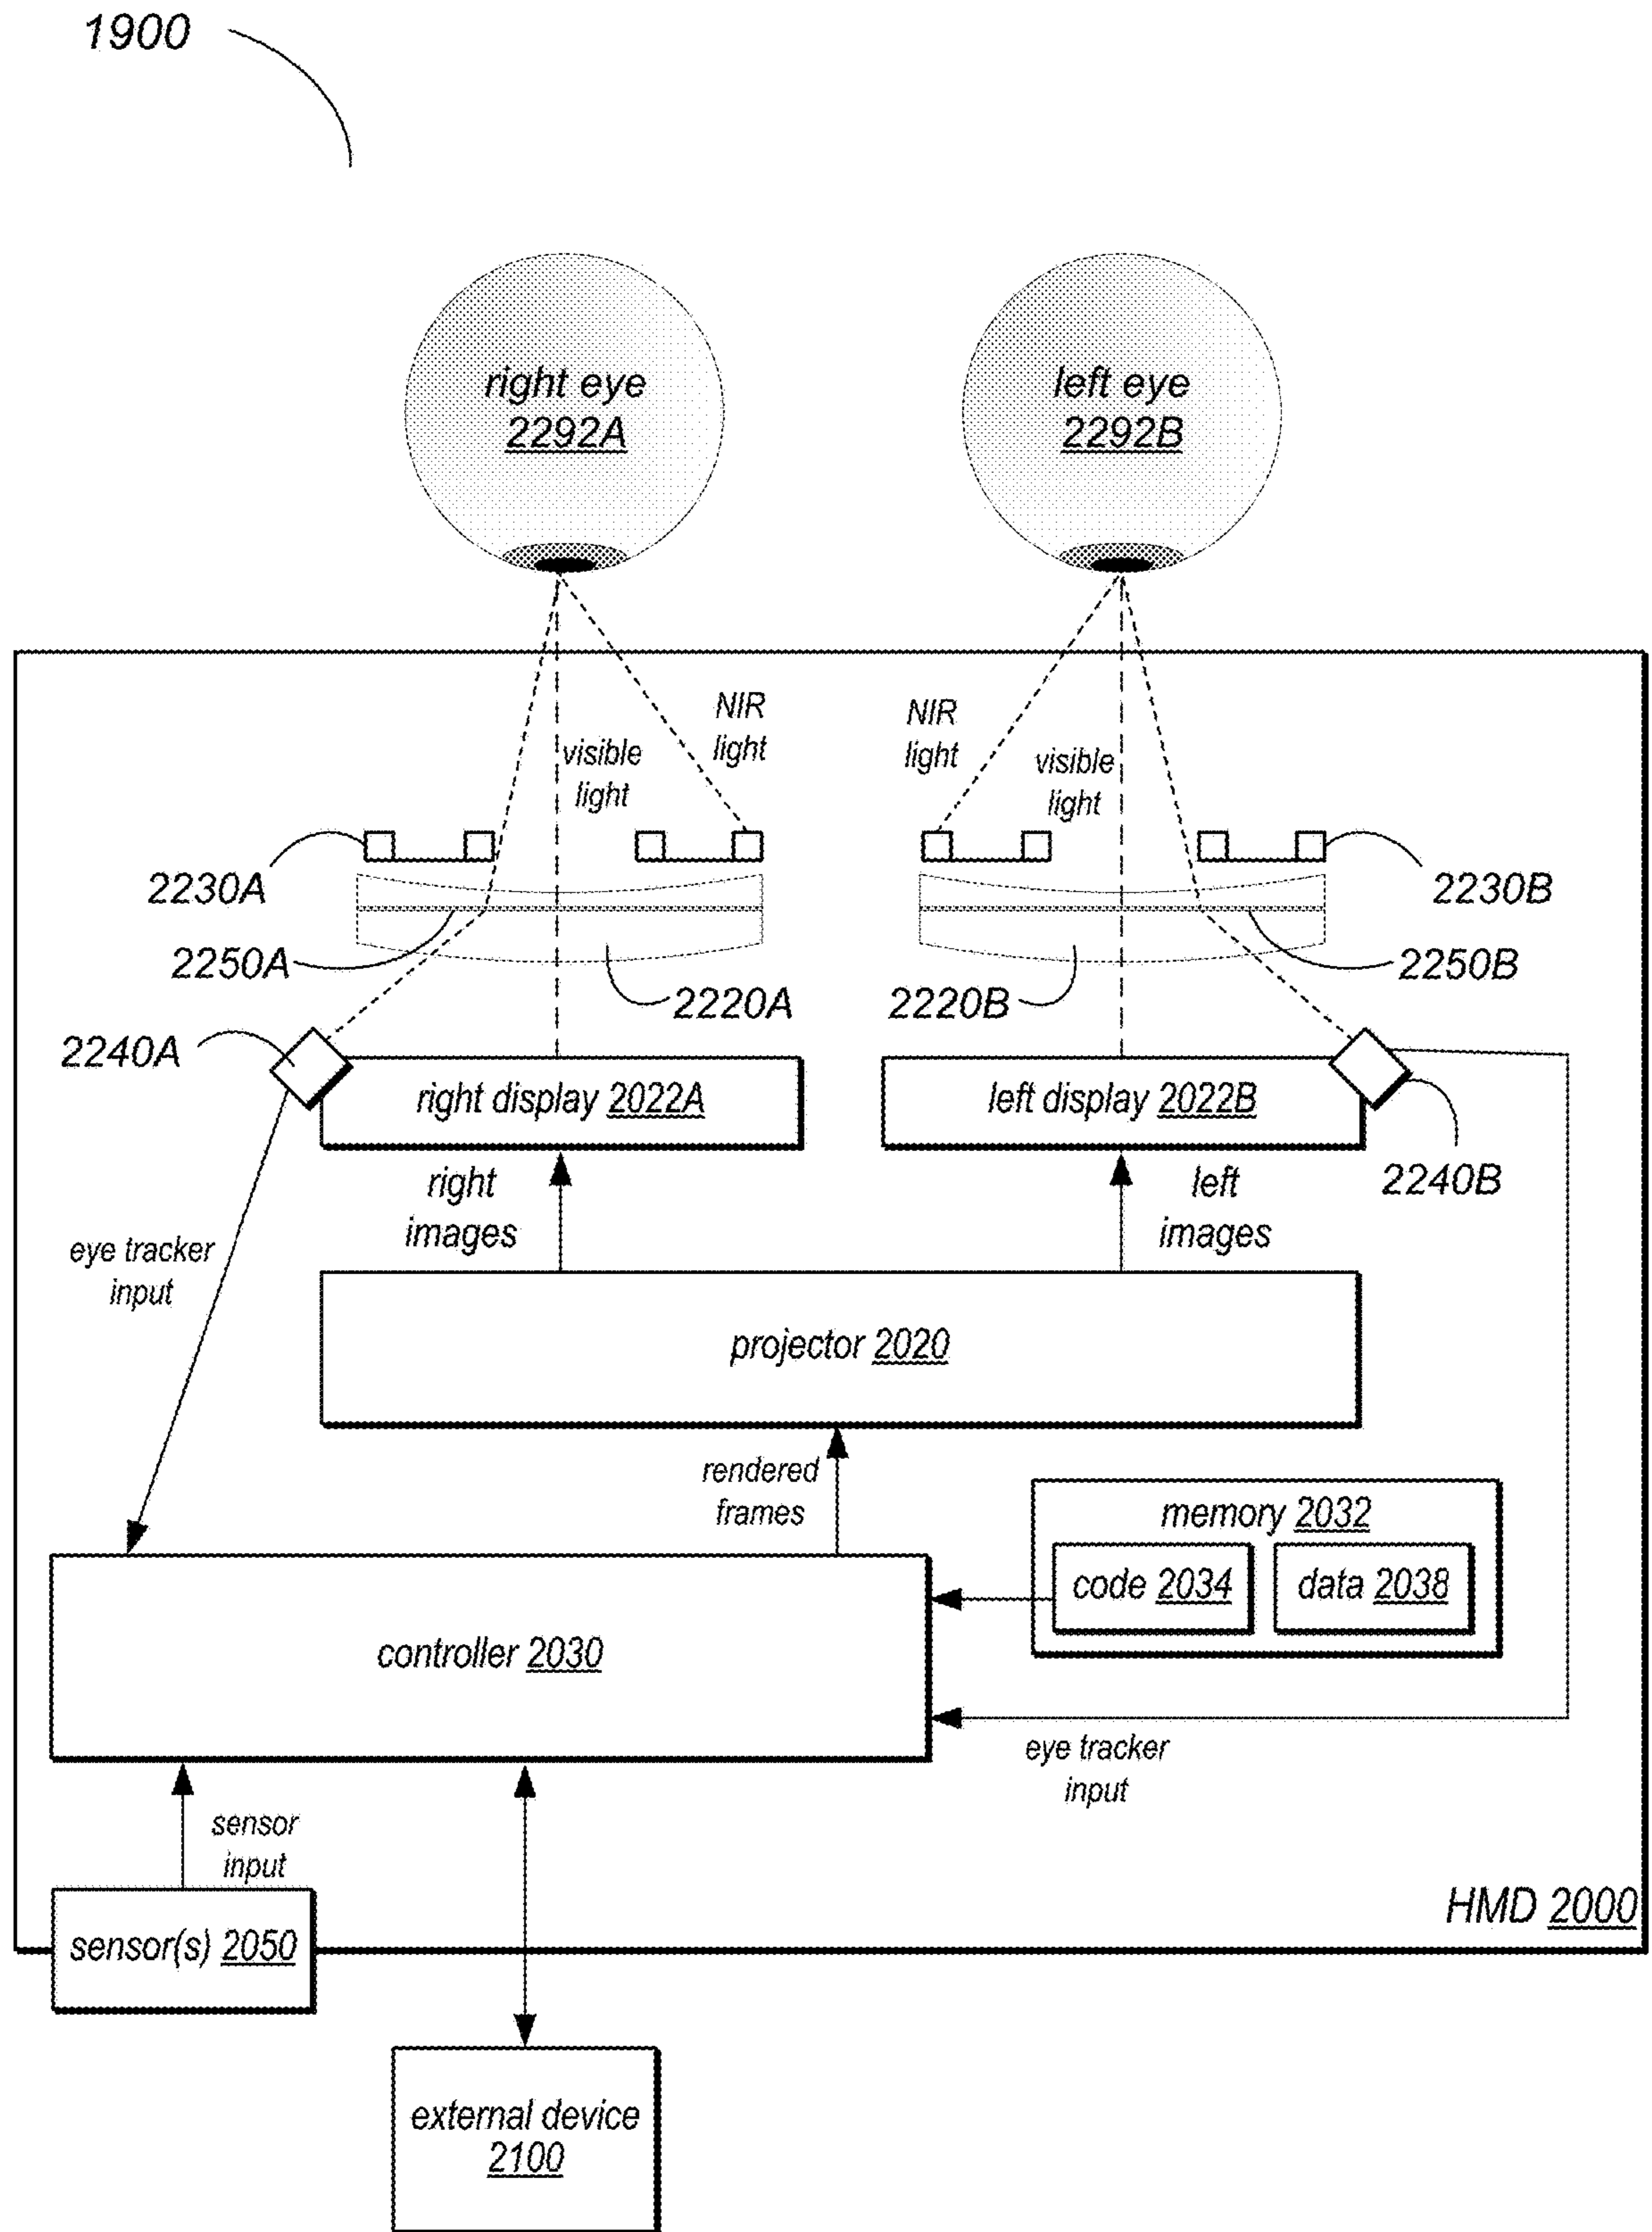 1900
right eye
2292A
left eye
2292B
NIR
light
visible
light
NIR
light
visible
light
2230A
2230B
2250A
2250B
2220A
2220B
2240A
right display 2022A
left display 2022B
2240B
right
images
left
images
eye tracker
input
projector 2020
rendered
frames
memory 2032
code 2034
data 2038
controller 2030
eye tracker
input
sensor
input
HMD 2000
sensor(s) 2050
external device
2100